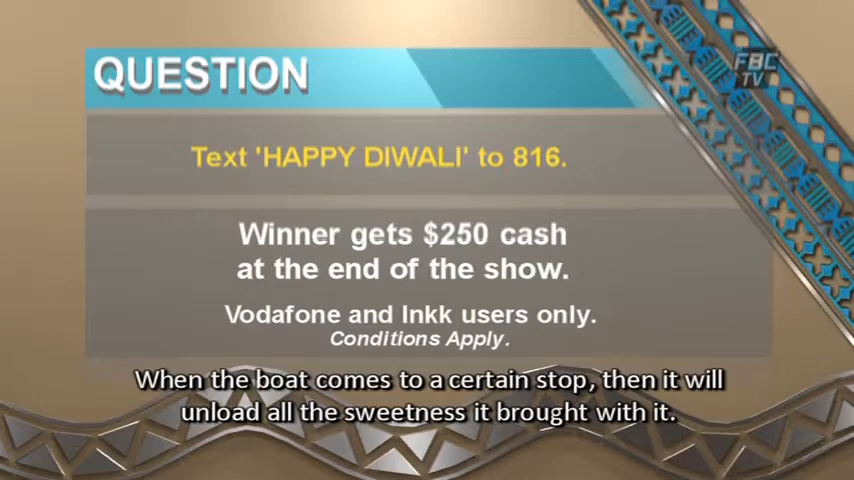 QUESTION
FBC
TV
Text 'HAPPY DIWALI' to 816.
Winner gets $250 cash
at the end of the show.
Vodafone and Inkk users only.
Conditions Apply.
When the boat comes to a certain stop, then it will
unload all the sweetness it brought with it.